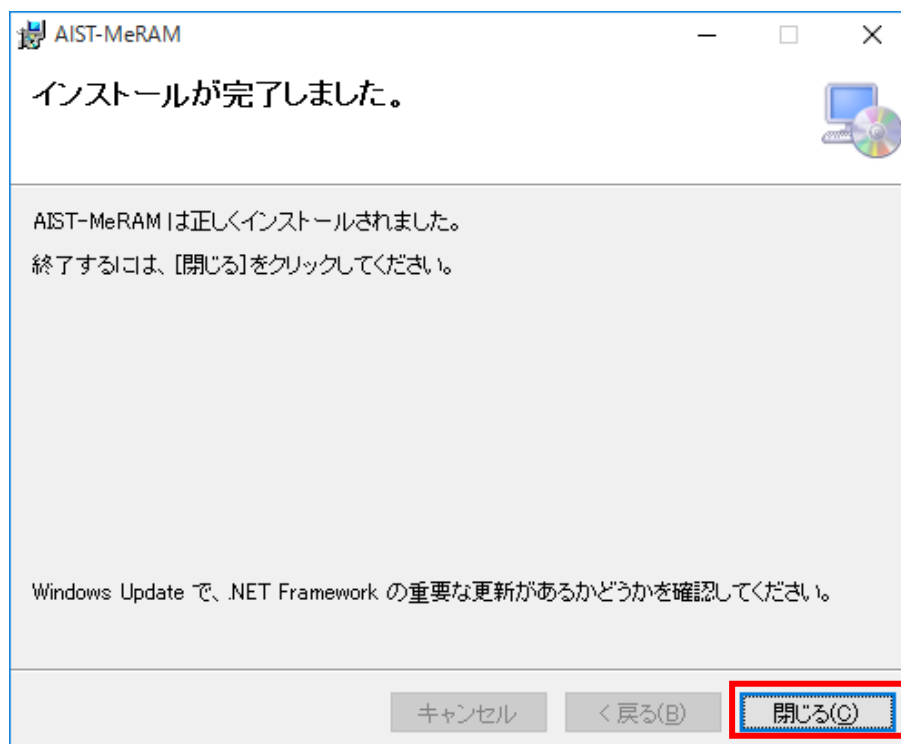 AIST-MeRAM
インストールが完了しました。
AIST-MeRAM は正しくインストールされました。
終了するには、[閉じる]をクリックしてください。
Windows Update で、.NET Framework の重要な更新があるかどうかを確認してください。
キャンセル
< 戻る(B)
閉じる(C)